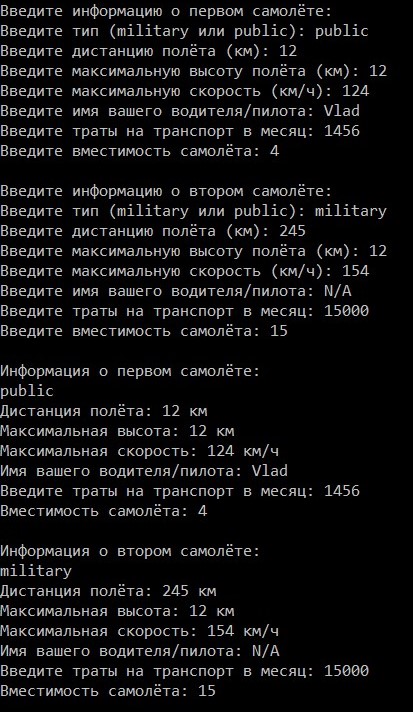 Введите информацию о первом самолёте:
Введите тип (military или public): public
Введите дистанцию полёта (км): 12
Введите максимальную высоту полёта (км): 12
Введите максимальную скорость (км/ч): 124
Введите имя вашего водителя/пилота: Vlad
Введите траты на транспорт в месяц: 1456
Введите вместимость самолёта: 4
Введите информацию о втором самолёте:
Введите тип (military или public): military
Введите дистанцию полёта (км): 245
Введите максимальную высоту полёта (км): 12
Введите максимальную скорость (км/ч): 154
Введите имя вашего водителя/пилота: N/A
Введите траты на транспорт в месяц: 15000
Введите вместимость самолёта: 15
Информация о первом самолёте:
public
Дистанция полёта: 12 км
Максимальная высота: 12 км
Максимальная скорость: 124 км/ч
Имя вашего водителя/пилота: Vlad
Введите траты на транспорт в месяц: 1456
Вместимость самолёта: 4
Информация о втором самолёте:
military
Дистанция полёта: 245 км
Максимальная высота: 12 км
Максимальная скорость: 154 км/ч
Имя вашего водителя/пилота: N/A
Введите траты на транспорт в месяц: 15000
Вместимость самолёта: 15